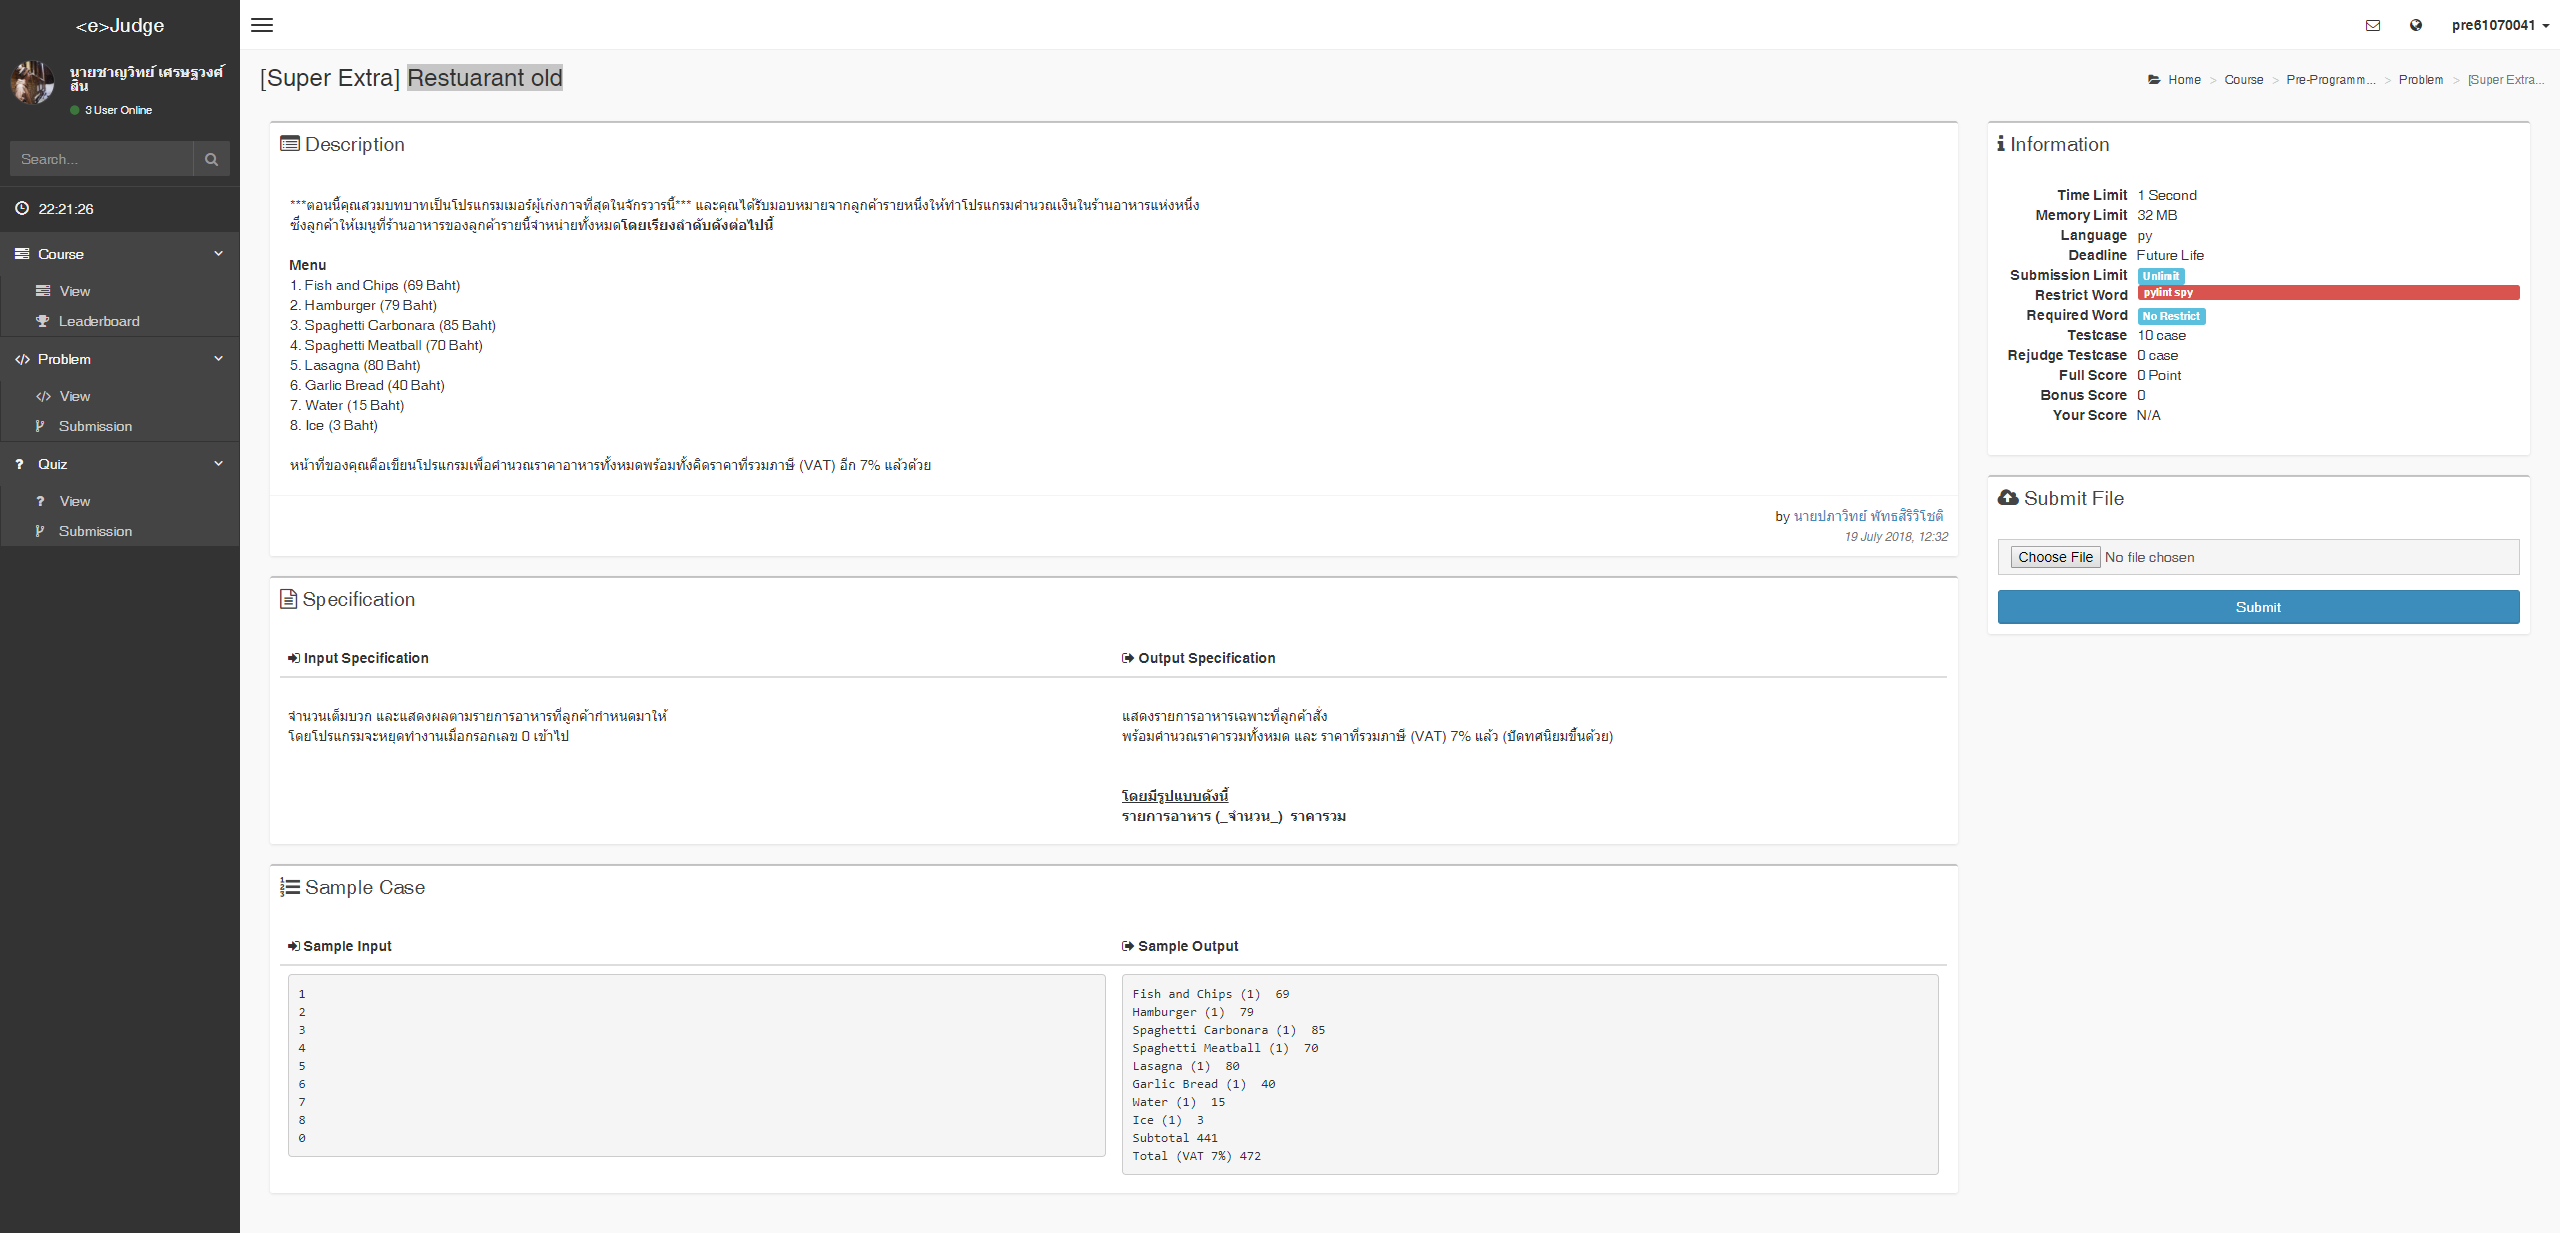 <e>Judge
pre61070041
นายชาญวิทย์ เศรษฐวงศ์
สิน
3 User Online
Search...
22:21:26
Course
View
Leaderboard
Problem
View
Submission
Quiz
View
Submission
[Super Extra] Restuarant old
Home > Course > Pre-Programm... > Problem > [Super Extra...
Description
***ตอนนี้คุณสวมบทบาทเป็นโปรแกรมเมอร์ผู้เก่งกาจที่สุดในจักรวารนี้*** และคุณได้รับมอบหมายจากลูกค้ารายหนึ่งให้ทำโปรแกรมคำนวณเงินในร้านอาหารแห่งหนึ่ง
ซึ่งลูกค้าให้เมนูที่ร้านอาหารของลูกค้ารายนี้จำหน่ายทั้งหมดโดยเรียงลำดับดังต่อไปนี้
Menu
1. Fish and Chips (69 Baht)
2. Hamburger (79 Baht)
3. Spaghetti Carbonara (85 Baht)
4. Spaghetti Meatball (70 Baht)
5. Lasagna (80 Baht)
6. Garlic Bread (40 Baht)
7. Water (15 Baht)
8. Ice (3 Baht)
หน้าที่ของคุณคือเขียนโปรแกรมเพื่อคำนวณราคาอาหารทั้งหมดพร้อมทั้งคิดราคาที่รวมภาษี (VAT) อีก 7% แล้วด้วย
by นายปภาวิทย์ พัทธสิริวิโชติ
19 July 2018, 12:32
Information
Time Limit 1 Second
Memory Limit 32 MB
Language py
Deadline Future Life
Submission Limit Unlimit
Restrict Word pylint spy
Required Word No Restrict
Testcase 10 case
Rejudge Testcase 0 case
Full Score 0 Point
Bonus Score 0
Your Score N/A
Submit File
Choose File No file chosen
Submit
Specification
Input Specification
จำนวนเต็มบวก และแสดงผลตามรายการอาหารที่ลูกค้ากำหนดมาให้
โดยโปรแกรมจะหยุดทำงานเมื่อกรอกเลข 0 เข้าไป
Output Specification
แสดงรายการอาหารเฉพาะที่ลูกค้าสั่ง
พร้อมคำนวณราคารวมทั้งหมด และ ราคาที่รวมภาษี (VAT) 7% แล้ว (ปัดทศนิยมขึ้นด้วย)
โดยมีรูปแบบดังนี้
รายการอาหาร (_จำนวน_)  ราคารวม
Sample Case
Sample Input
1
2
3
4
5
6
7
8
0
Sample Output
Fish and Chips (1)  69
Hamburger (1)  79
Spaghetti Carbonara (1)  85
Spaghetti Meatball (1)  70
Lasagna (1)  80
Garlic Bread (1)  40
Water (1)  15
Ice (1)  3
Subtotal 441
Total (VAT 7%) 472